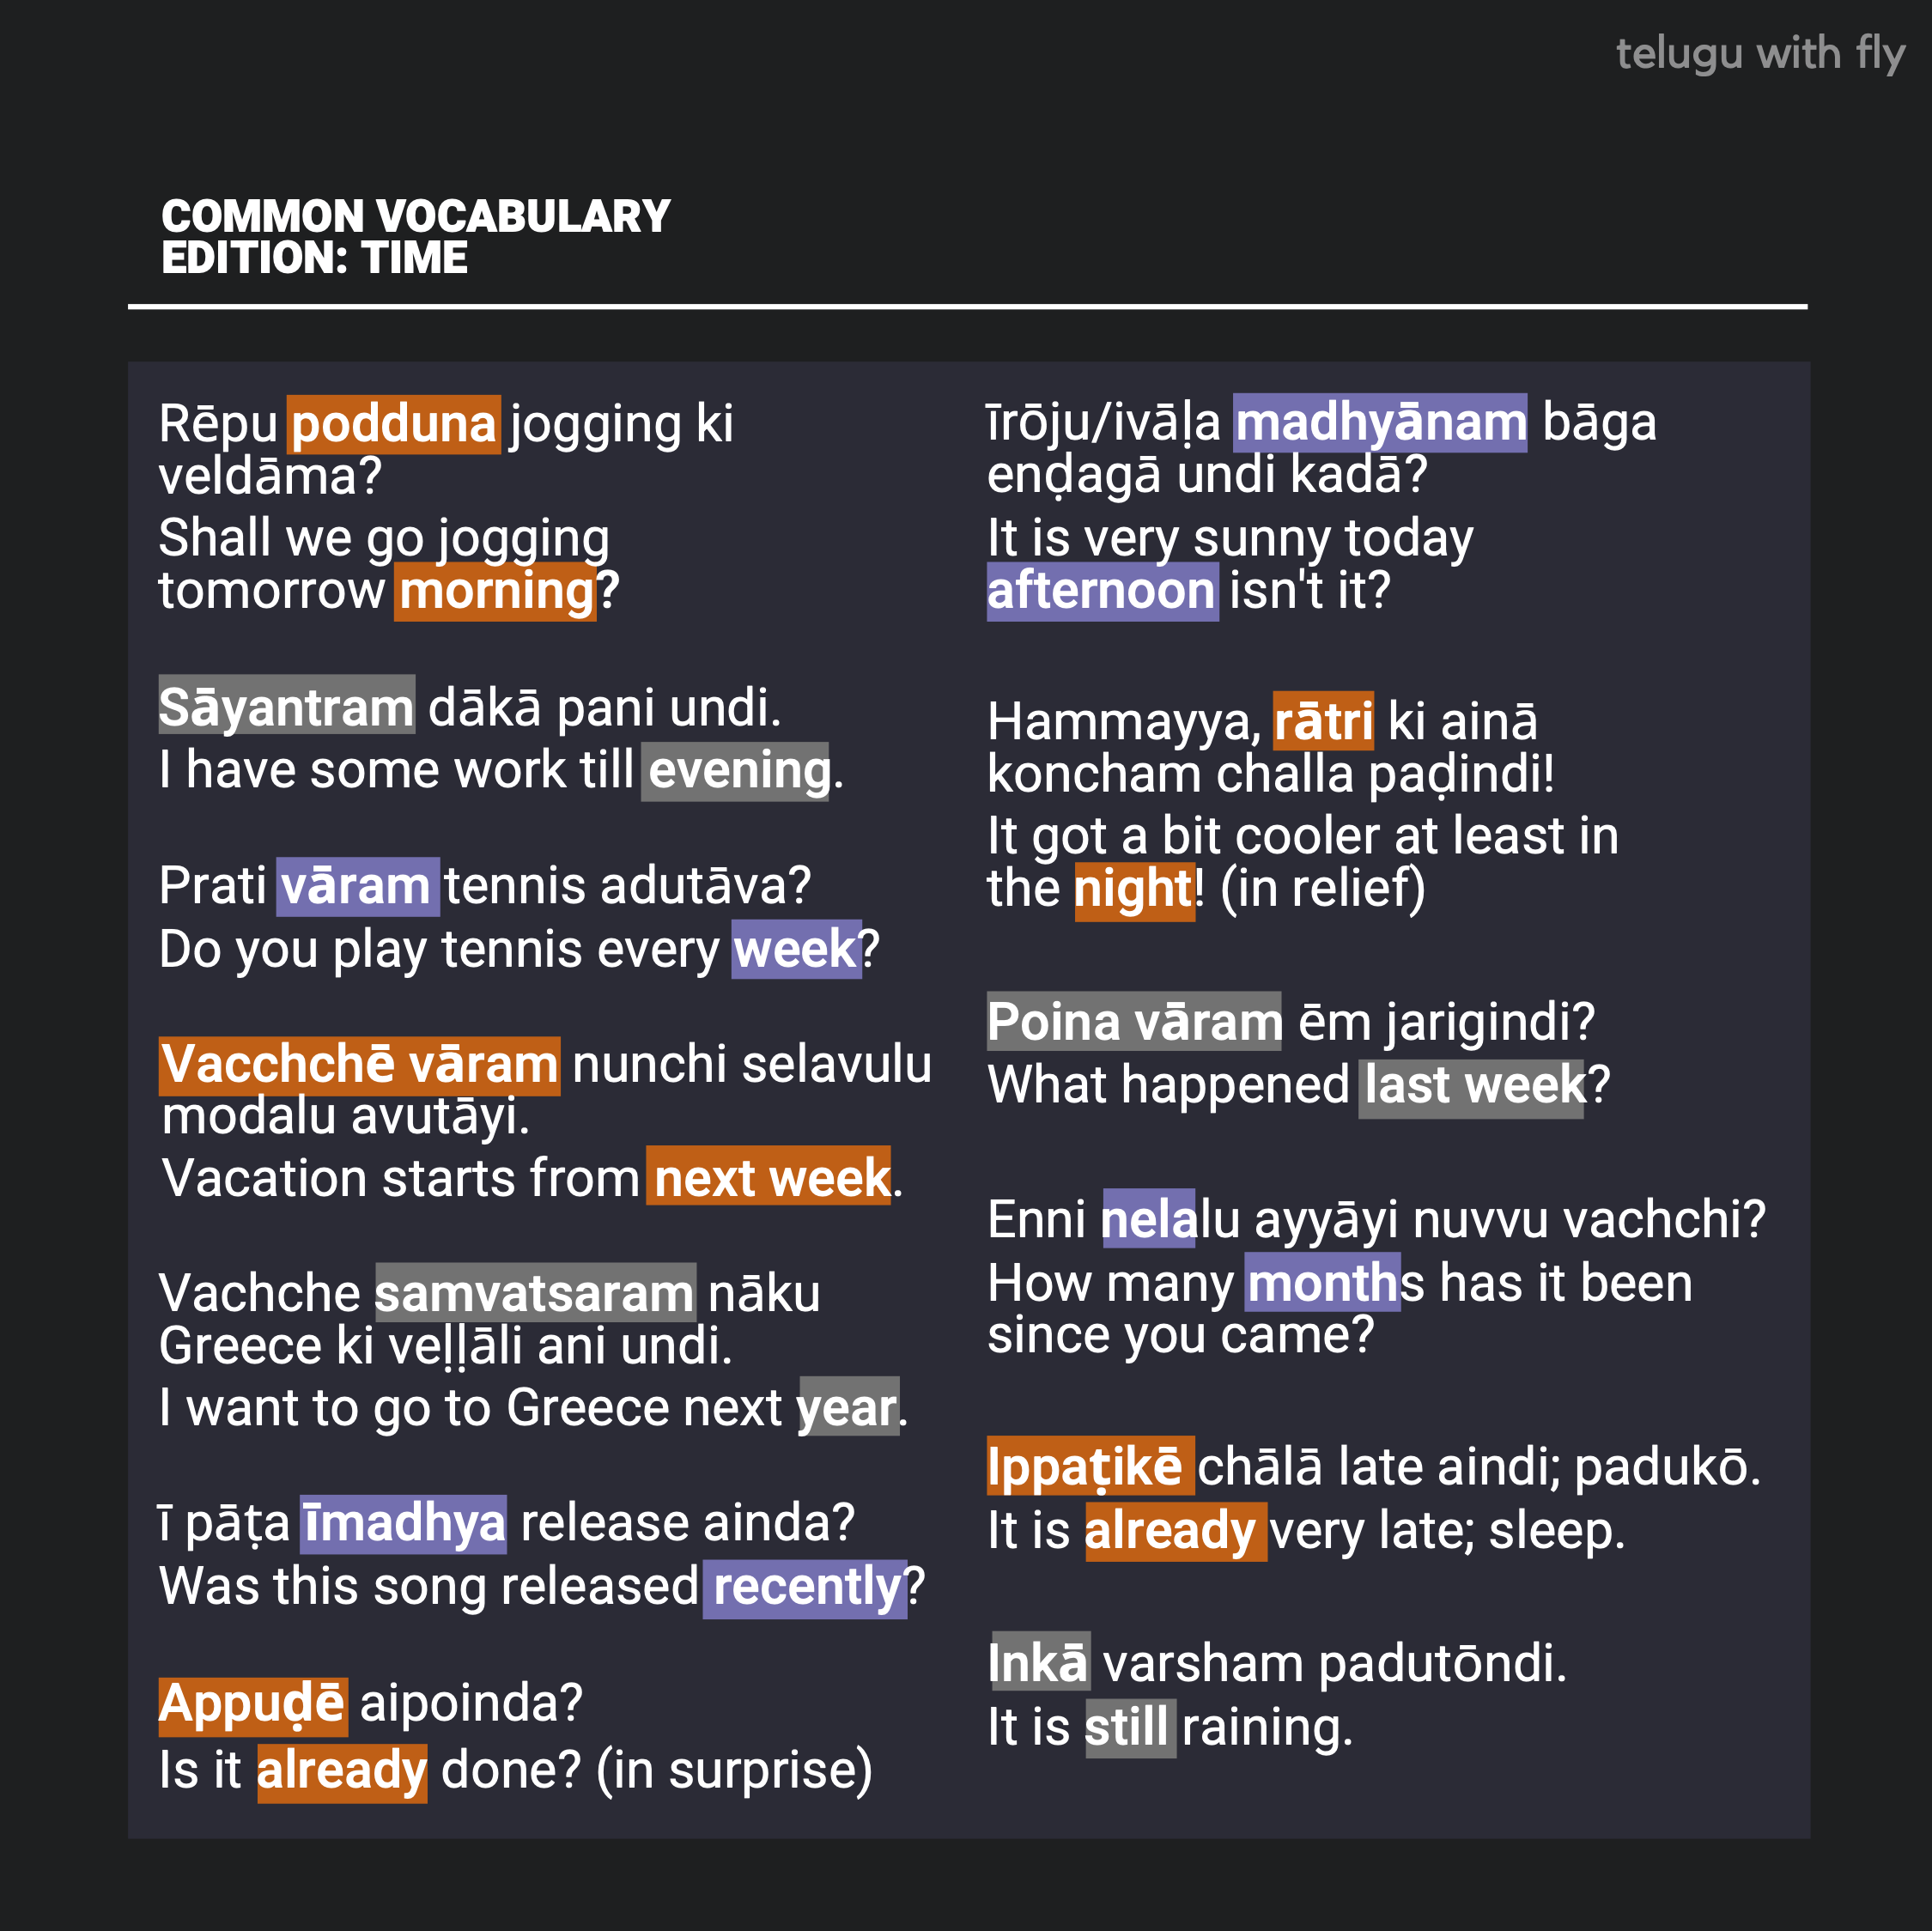 telugu with fly
COMMON VOCABULARY
EDITION: TIME
Rēpu podduna jogging ki
veldāma?
Shall we go jogging
tomorrow morning?
Sāyantram dākā pani undi.
I have some work till evening.
Prati vāram tennis adutāva?
Do you play tennis every week?
Vacchchē vāram nunchi selavulu
modalu avutāyi.
Vacation starts from next week.
Vachche samvatsaram nāku
Greece ki veḷḷāli ani undi.
I want to go to Greece next year.
ī pāṭa īmadhya release ainda?
Was this song released recently?
Appuḍē aipoinda?
Is it already done? (in surprise)
īrōju/ivāḷa madhyānam bāga
enḍagā undi kadā?
It is very sunny today
afternoon isn't it?
Hammayya, rātri ki ainā
koncham challa paḍindi!
It got a bit cooler at least in
the night! (in relief)
Poina vāram ēm jarigindi?
What happened last week?
Enni nelalu ayyāyi nuvvu vachchi?
How many months has it been
since you came?
Ippaṭikē chālā late aindi; padukō.
It is already very late; sleep.
Inkā varsham padutōndi.
It is still raining.